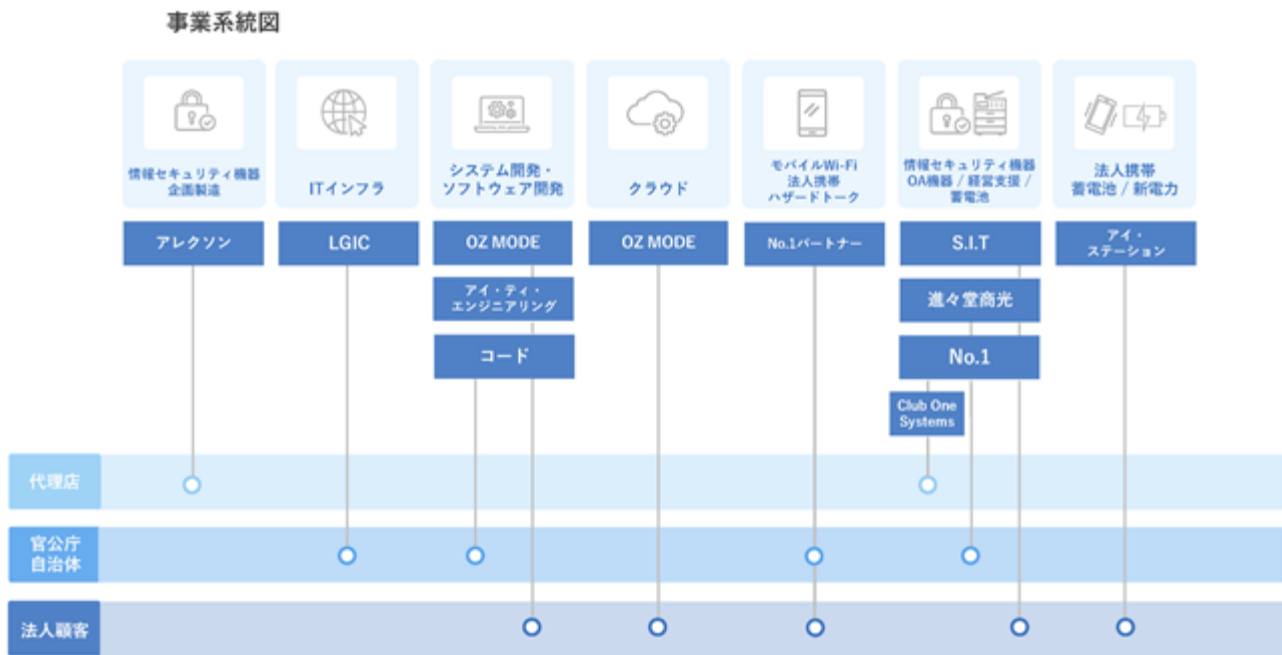 事業系統図
情報セキュリティ機器
企画製造
ITインフラ
システム開発・
ソフトウェア開発
クラウド
モバイルWi-Fi
法人携帯
ハザードトーク
情報セキュリティ機器
OA機器 / 経営支援 /
蓄電池
法人携帯
蓄電池 / 新電力
アレクソン
LGIC
OZ MODE
OZ MODE
No.1パートナー
S.I.T
アイ・
ステーション
アイ・ティ・
エンジニアリング
進々堂商光
コード
No.1
Club One
Systems
代理店
官公庁
自治体
法人顧客